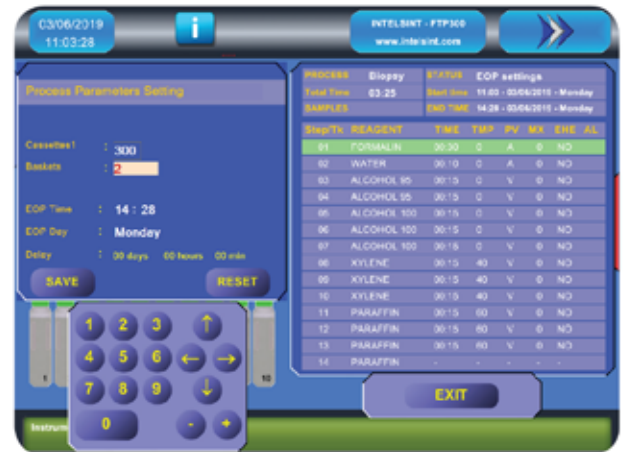 03/06/2019
11:03:28
i
INTELSINT - FTP300
www.intelsint.com
Process Parameters Setting
Cassettes1 : 300
Baskets : 2
EOP Time : 14 : 28
EOP Day : Monday
Delay : 00 days 00 hours 00 min
SAVE RESET
PROCESS Biopsy STATUS EOP settings
Total Time 03:25 Start time 11:03 - 03/06/2019 - Monday
SAMPLES END TIME 14:28 - 03/06/2019 - Monday
Step/Tk REAGENT TIME TMP PV MX EHE AL
01 FORMALIN 00:30 0 A 0 NO
02 WATER 00:10 0 A 0 NO
03 ALCOHOL 95 00:15 0 V 0 NO
04 ALCOHOL 95 00:15 0 V 0 NO
05 ALCOHOL 100 00:15 0 V 0 NO
06 ALCOHOL 100 00:15 0 V 0 NO
07 ALCOHOL 100 00:15 0 V 0 NO
08 XYLENE 00:15 40 V 0 NO
09 XYLENE 00:15 40 V 0 NO
10 XYLENE 00:15 40 V 0 NO
11 PARAFFIN 00:15 60 V 0 NO
12 PARAFFIN 00:15 60 V 0 NO
13 PARAFFIN 00:15 60 V 0 NO
14 PARAFFIN - - - - -
1 2 3 ↑
4 5 6 ← →
7 8 9 ↓
0 - +
1 10
EXIT